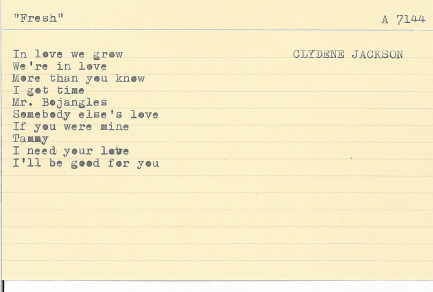 "Fresh" A 7144
In love we grow CLYDENE JACKSON
We're in love
More than you know
I got time
Mr. Bojangles
Somebody else's love
If you were mine
Tammy
I need your love
I'll be good for you